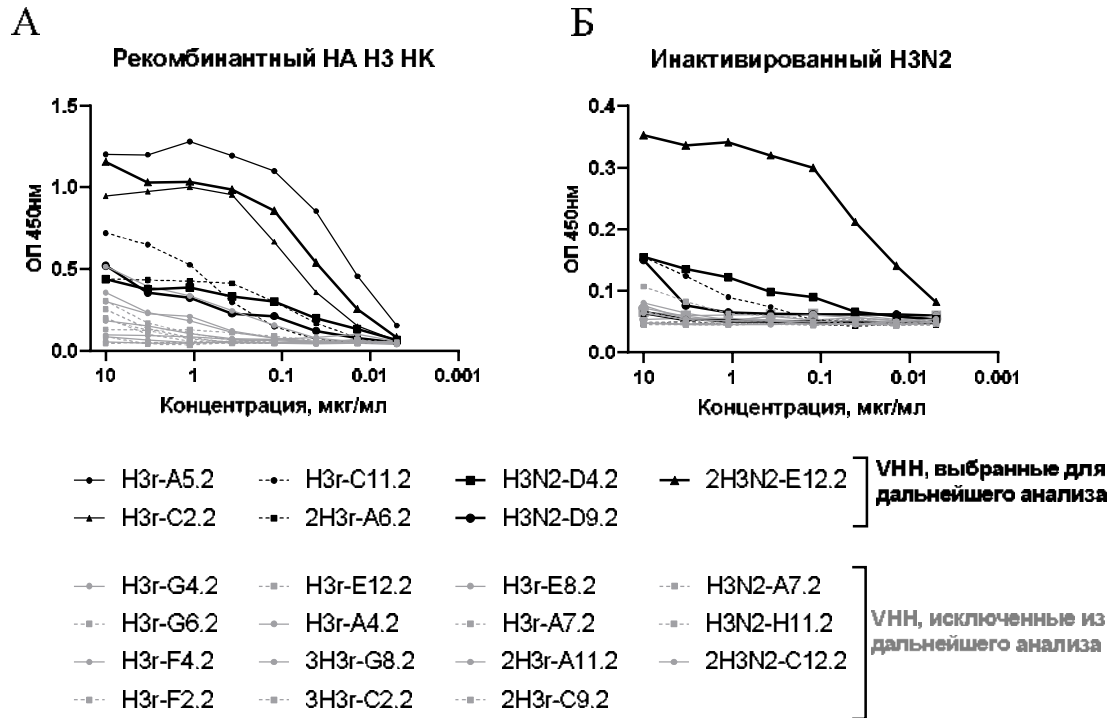 А
Рекомбинантный HA H3 HK
ОП 450нм
1.5
1.0
0.5
0.0
10
1
0.1
0.01
0.001
Концентрация, мкг/мл
Б
Инактивированный H3N2
ОП 450нм
0.4
0.3
0.2
0.1
0.0
10
1
0.1
0.01
0.001
Концентрация, мкг/мл
H3r-A5.2 H3r-C11.2 H3N2-D4.2 2H3N2-E12.2
H3r-C2.2 2H3r-A6.2 H3N2-D9.2
VHH, выбранные для
дальнейшего анализа
H3r-G4.2 H3r-E12.2 H3r-E8.2 H3N2-A7.2
H3r-G6.2 H3r-A4.2 H3r-A7.2 H3N2-H11.2
H3r-F4.2 3H3r-G8.2 2H3r-A11.2 2H3N2-C12.2
H3r-F2.2 3H3r-C2.2 2H3r-C9.2
VHH, исключенные из
дальнейшего анализа